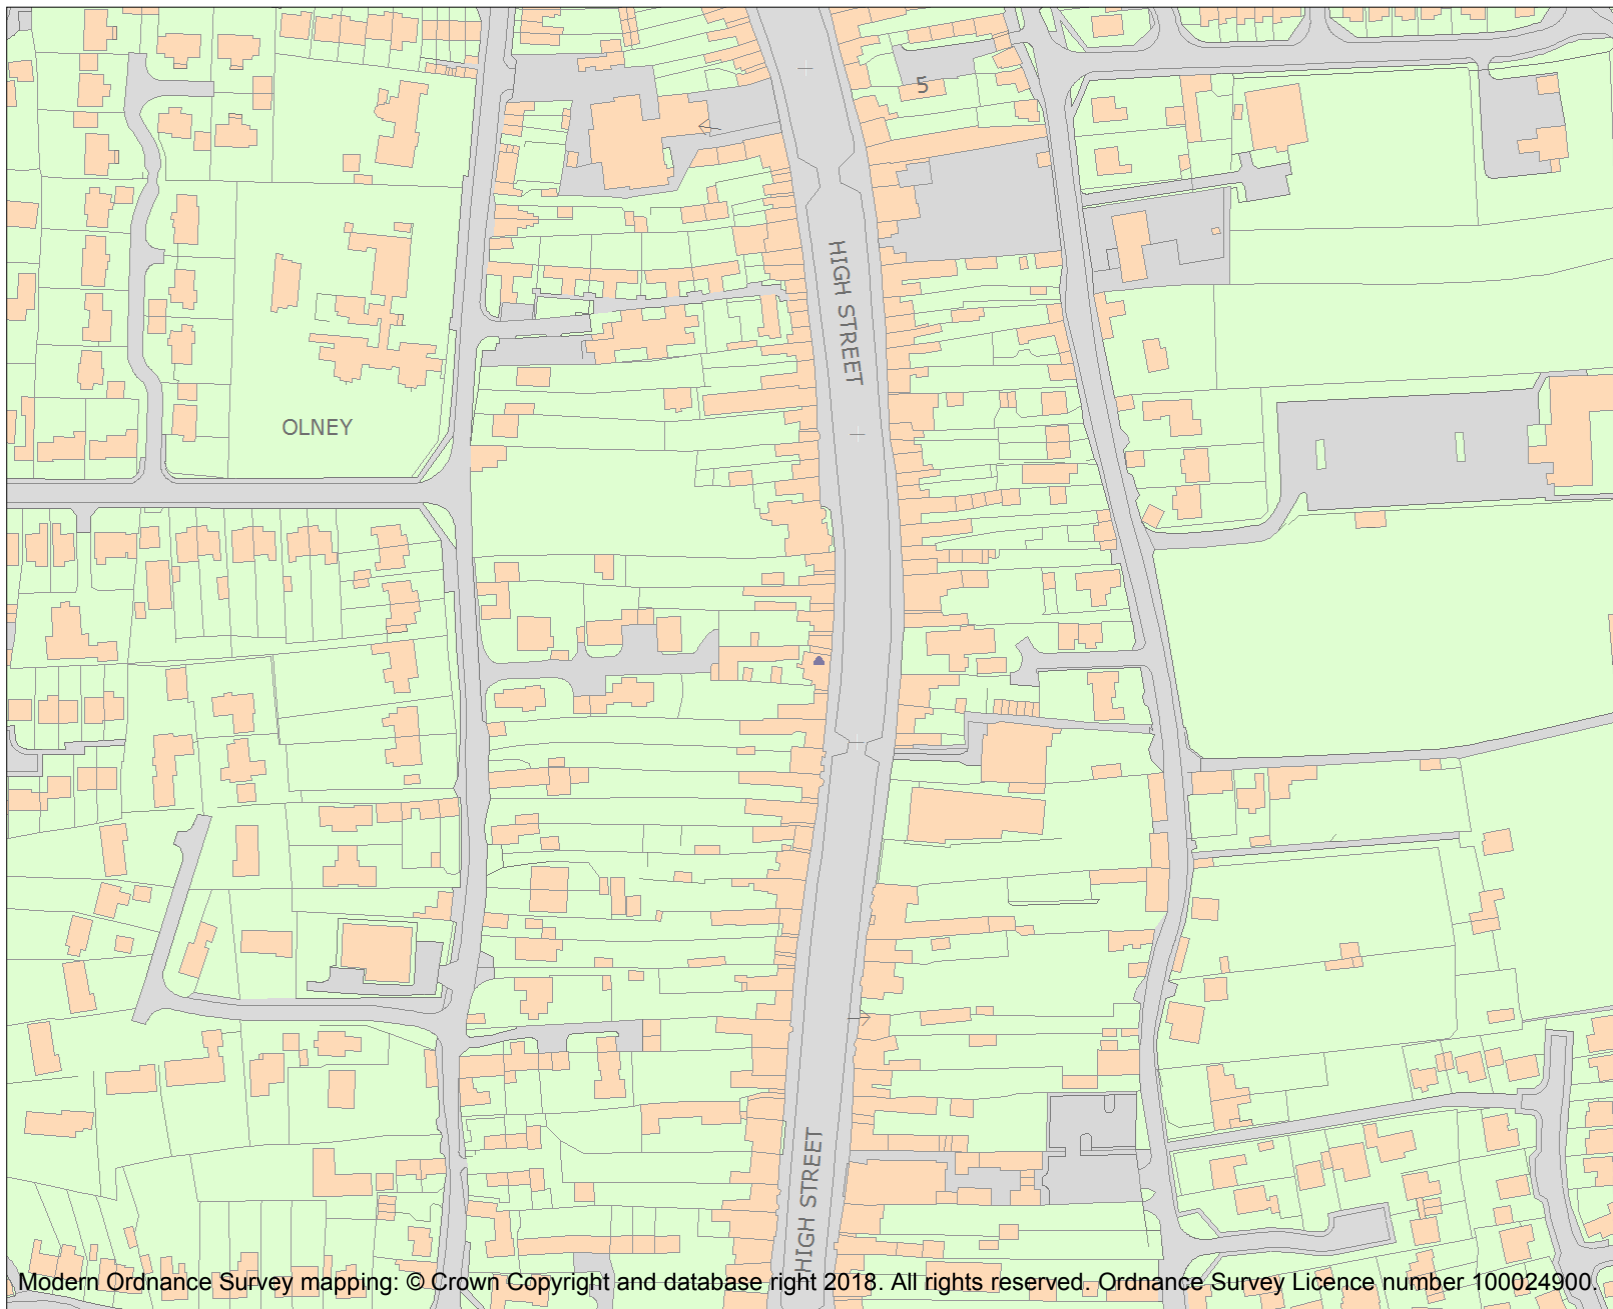 5
HIGH STREET
OLNEY
HIGH STREET
Modern Ordnance Survey mapping: © Crown Copyright and database right 2018. All rights reserved. Ordnance Survey Licence number 100024900.